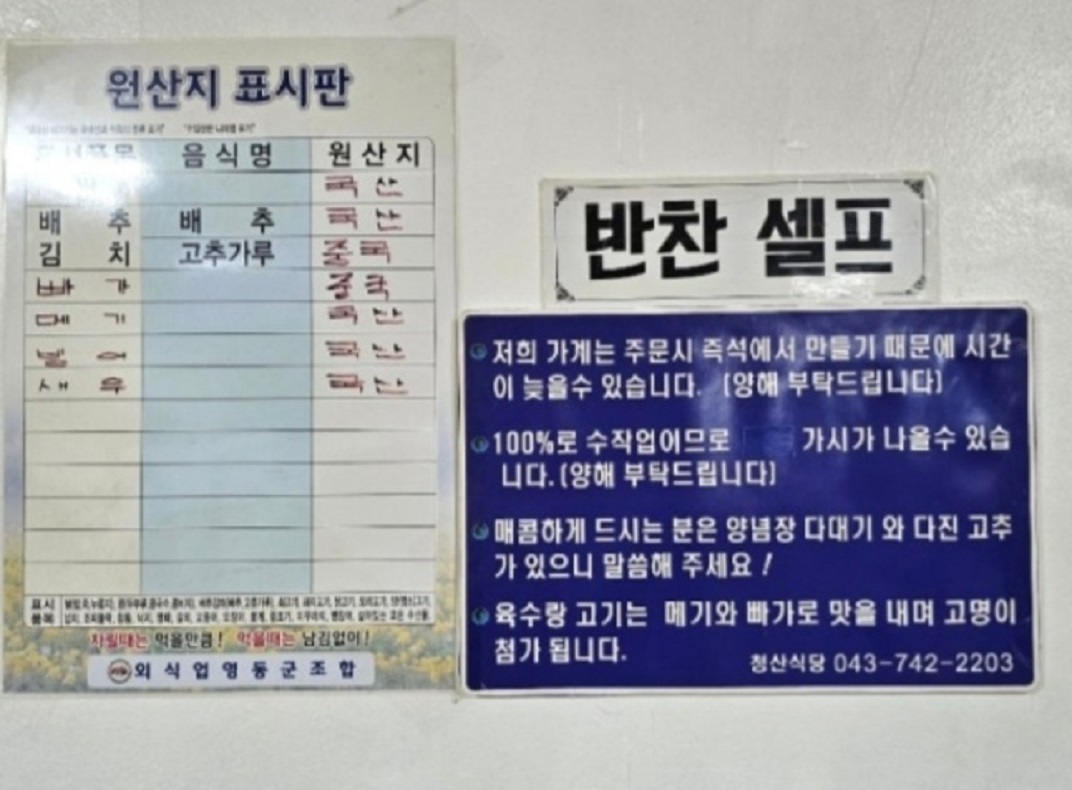 원산지 표시판
음식명 원산지
국산
배추 배추 국산
김치 고추가루 중국
빠가 중국
메기 국산
국산
새우 국산
표시
품목
차릴때는 먹을만큼! 먹을때는 남김없이!
외식업영동군조합
반찬 셀프
저희 가게는 주문시 즉석에서 만들기 때문에 시간
이 늦을수 있습니다. (양해 부탁드립니다)
100%로 수작업이므로 가시가 나올수 있습
니다.(양해 부탁드립니다)
매콤하게 드시는 분은 양념장 다대기 와 다진 고추
가 있으니 말씀해 주세요!
육수랑 고기는 메기와 빠가로 맛을 내며 고명이
첨가 됩니다.
청산식당 043-742-2203